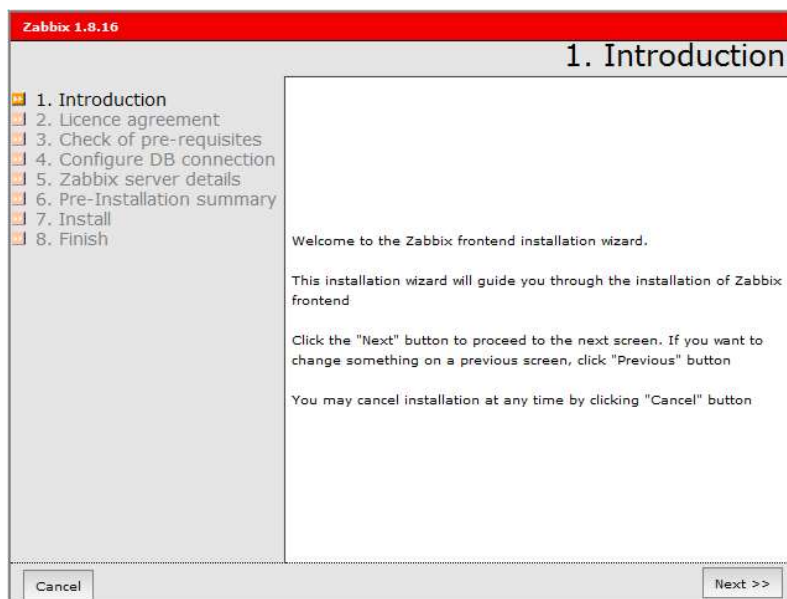 Zabbix 1.8.16
1. Introduction
1. Introduction
2. Licence agreement
3. Check of pre-requisites
4. Configure DB connection
5. Zabbix server details
6. Pre-Installation summary
7. Install
8. Finish
Welcome to the Zabbix frontend installation wizard.
This installation wizard will guide you through the installation of Zabbix
frontend
Click the "Next" button to proceed to the next screen. If you want to
change something on a previous screen, click "Previous" button
You may cancel installation at any time by clicking "Cancel" button
Cancel
Next >>